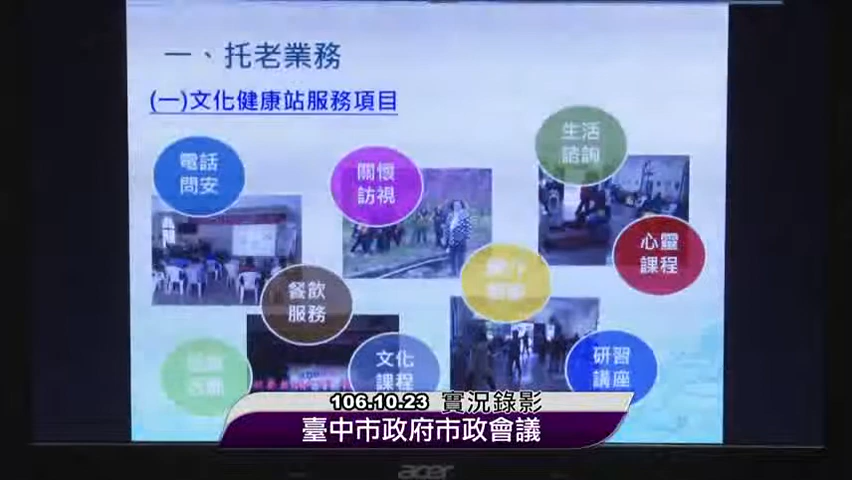 一、托老業務
(一)文化健康站服務項目
電話
問安
關懷
訪視
生活
諮詢
心靈
課程
餐飲
服務
文化
課程
研習
講座
106.10.23 實況錄影
臺中市政府市政會議
acer